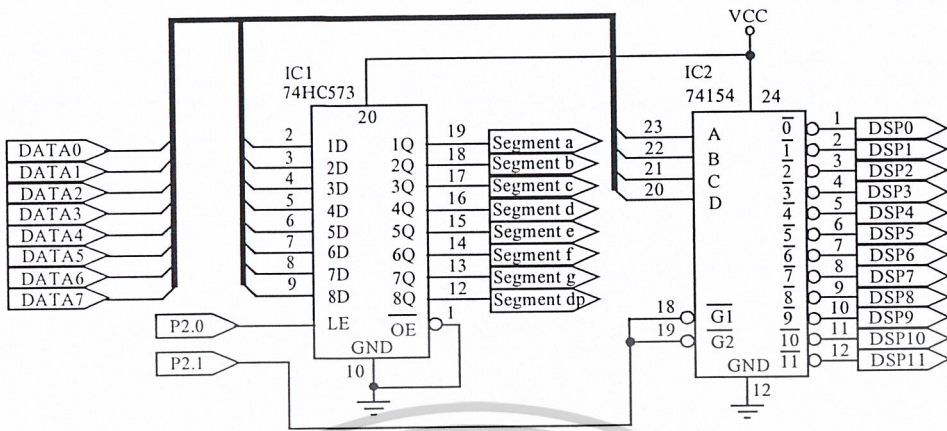 VCC
IC1
74HC573
IC2
74154
20
24
DATA0
DATA1
DATA2
DATA3
DATA4
DATA5
DATA6
DATA7
P2.0
P2.1
2
3
4
5
6
7
8
9
1D
2D
3D
4D
5D
6D
7D
8D
LE
1Q
2Q
3Q
4Q
5Q
6Q
7Q
8Q
OE
GND
19
18
17
16
15
14
13
12
1
10
Segment a
Segment b
Segment c
Segment d
Segment e
Segment f
Segment g
Segment dp
23
22
21
20
18
19
A
B
C
D
G1
G2
GND
0
1
2
3
4
5
6
7
8
9
10
11
1
2
3
4
5
6
7
8
9
10
11
12
12
DSP0
DSP1
DSP2
DSP3
DSP4
DSP5
DSP6
DSP7
DSP8
DSP9
DSP10
DSP11